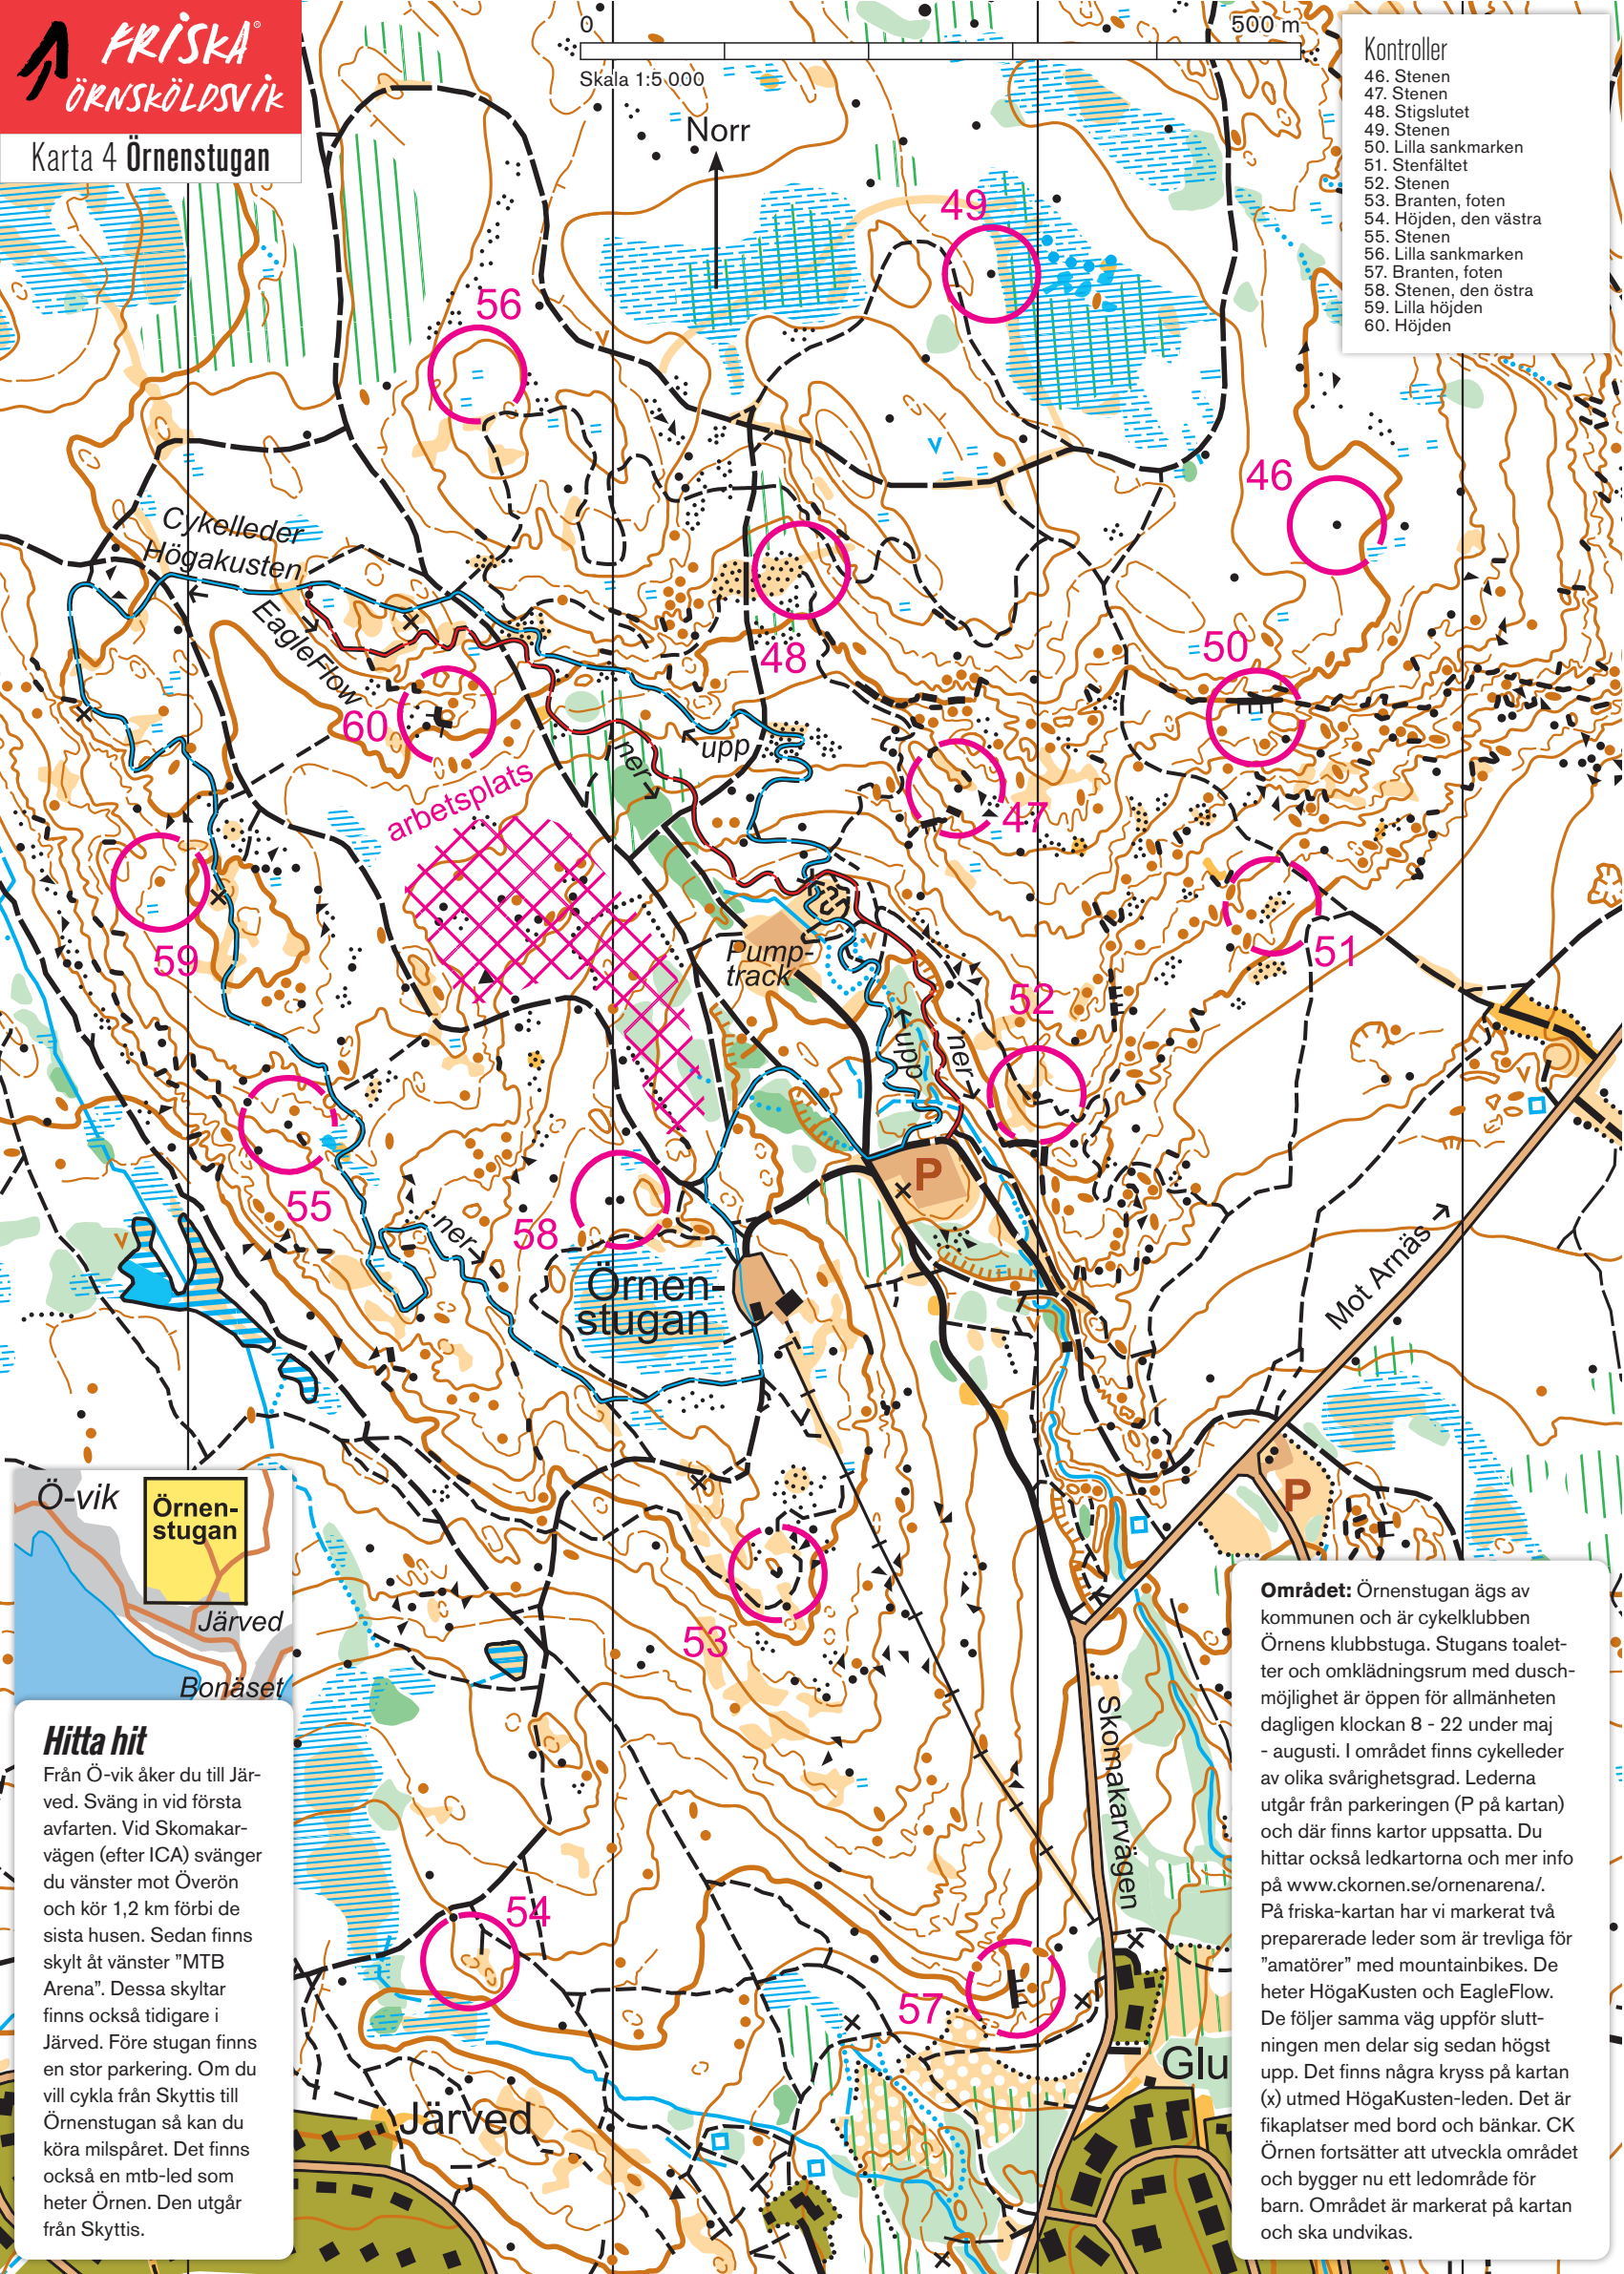 FRISKA
ÖRNSKÖLDSVIK
Karta 4 Örnenstugan
0
500 m
Skala 1:5 000
Norr
Kontroller
46. Stenen
47. Stenen
48. Stigslutet
49. Stenen
50. Lilla sankmarken
51. Stenfältet
52. Stenen
53. Branten, foten
54. Höjden, den västra
55. Stenen
56. Lilla sankmarken
57. Branten, foten
58. Stenen, den östra
59. Lilla höjden
60. Höjden
49
56
46
Cykelleder
Högakusten
EagleFlow
48
50
60
ner
upp
arbetsplats
47
59
Pump-
track
51
52
upp
ner
P
55
ner
58
Örnen-
stugan
Mot Arnäs
P
53
Skomakarvägen
54
57
Glu
Järved
Ö-vik
Örnen-
stugan
Järved
Bonäset
Hitta hit
Från Ö-vik åker du till Jär-
ved. Sväng in vid första
avfarten. Vid Skomakar-
vägen (efter ICA) svänger
du vänster mot Överön
och kör 1,2 km förbi de
sista husen. Sedan finns
skylt åt vänster ”MTB
Arena”. Dessa skyltar
finns också tidigare i
Järved. Före stugan finns
en stor parkering. Om du
vill cykla från Skyttis till
Örnenstugan så kan du
köra milspåret. Det finns
också en mtb-led som
heter Örnen. Den utgår
från Skyttis.
Området: Örnenstugan ägs av
kommunen och är cykelklubben
Örnens klubbstuga. Stugans toalet-
ter och omklädningsrum med dusch-
möjlighet är öppen för allmänheten
dagligen klockan 8 - 22 under maj
- augusti. I området finns cykelleder
av olika svårighetsgrad. Lederna
utgår från parkeringen (P på kartan)
och där finns kartor uppsatta. Du
hittar också ledkartorna och mer info
på www.ckornen.se/ornenarena/.
På friska-kartan har vi markerat två
preparerade leder som är trevliga för
”amatörer” med mountainbikes. De
heter HögaKusten och EagleFlow.
De följer samma väg uppför slutt-
ningen men delar sig sedan högst
upp. Det finns några kryss på kartan
(x) utmed HögaKusten-leden. Det är
fikaplatser med bord och bänkar. CK
Örnen fortsätter att utveckla området
och bygger nu ett ledområde för
barn. Området är markerat på kartan
och ska undvikas.